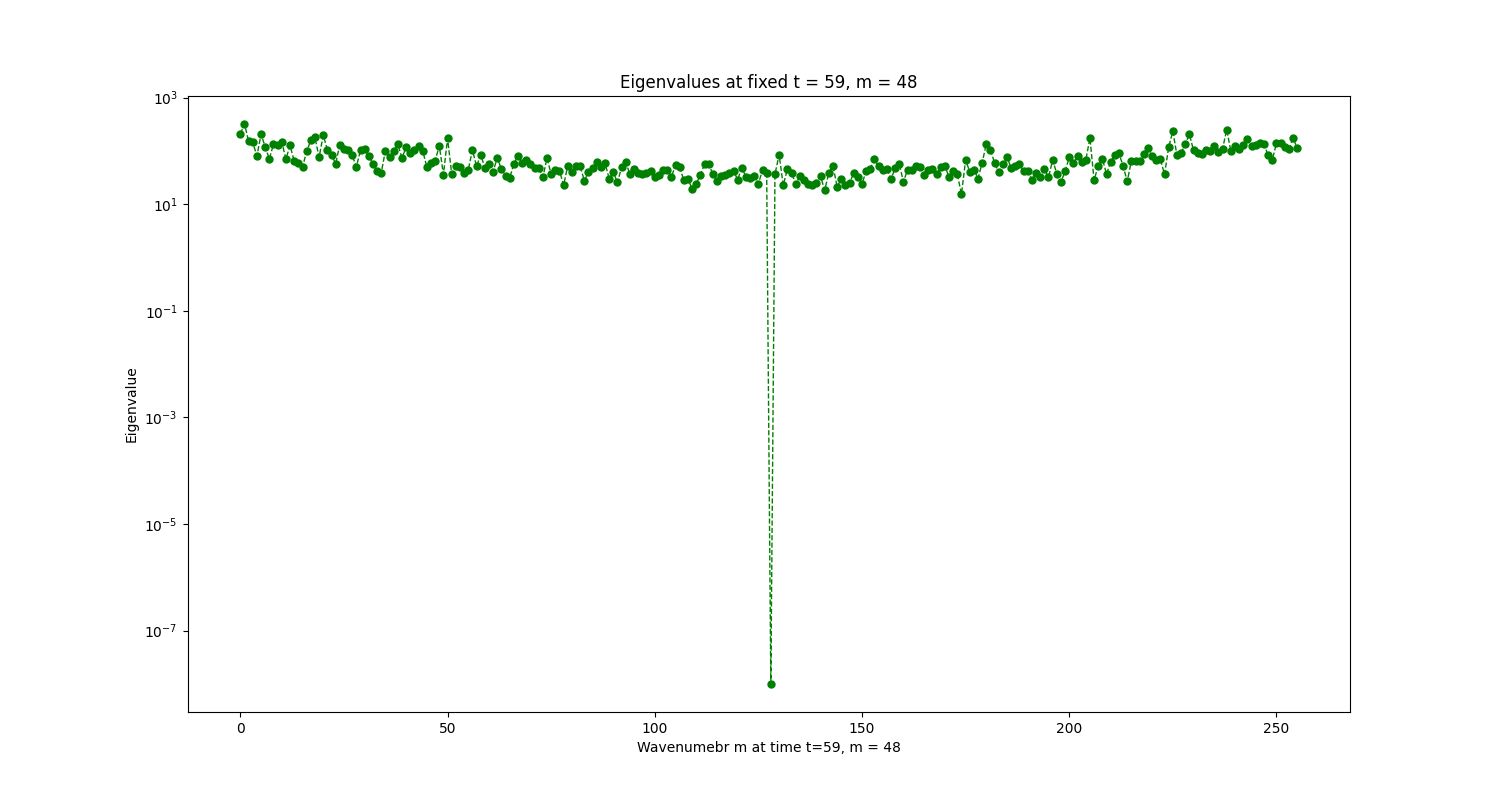 Eigenvalues at fixed t = 59, m = 48
10³
10¹
10⁻¹
10⁻³
10⁻⁵
10⁻⁷
Eigenvalue
0 50 100 150 200 250
Wavenumebr m at time t=59, m = 48